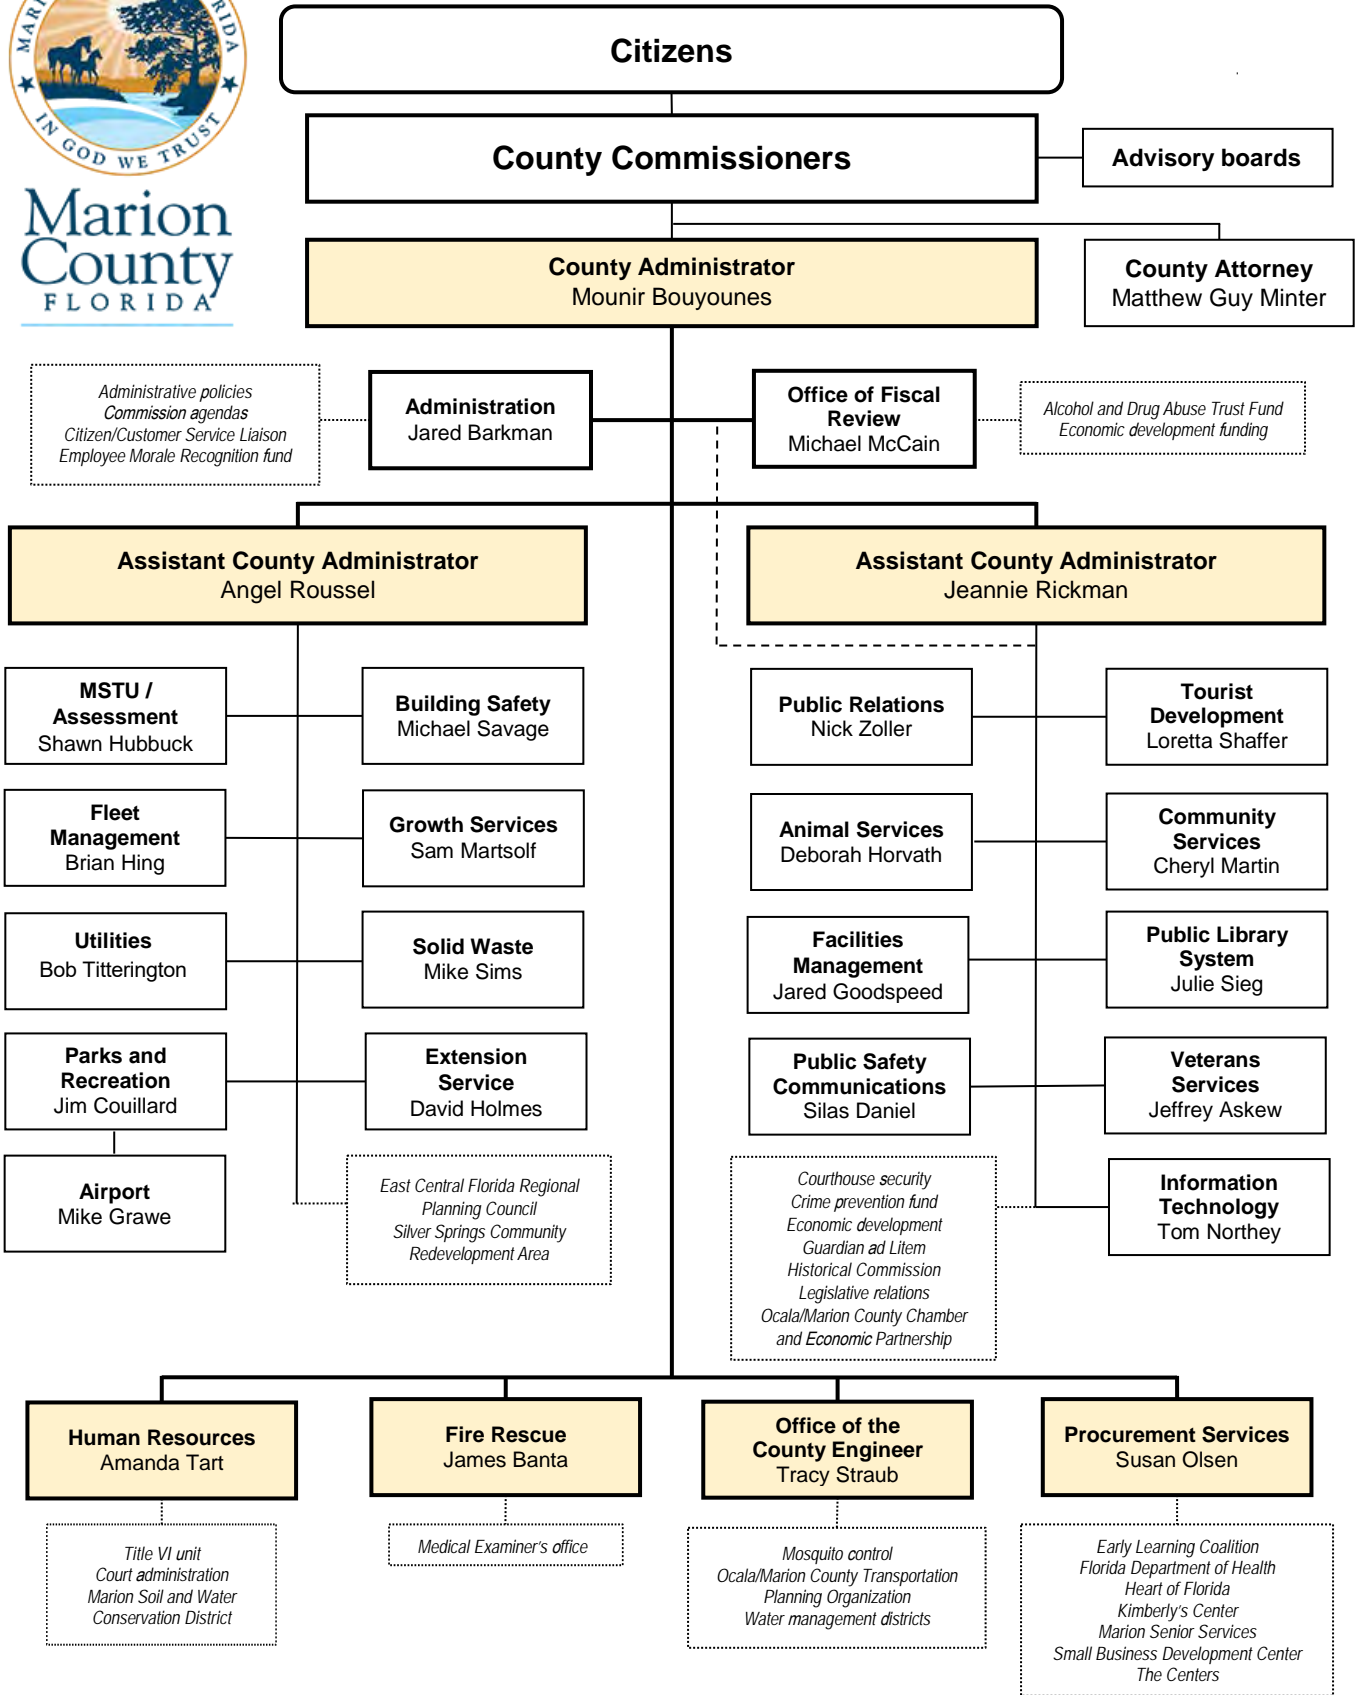 IN GOD WE TRUST
Marion
County
FLORIDA
Citizens
County Commissioners
Advisory boards
County Administrator
Mounir Bouyounes
County Attorney
Matthew Guy Minter
Administrative policies
Commission agendas
Citizen/Customer Service Liaison
Employee Morale Recognition fund
Administration
Jared Barkman
Office of Fiscal
Review
Michael McCain
Alcohol and Drug Abuse Trust Fund
Economic development funding
Assistant County Administrator
Angel Roussel
Assistant County Administrator
Jeannie Rickman
MSTU /
Assessment
Shawn Hubbuck
Building Safety
Michael Savage
Public Relations
Nick Zoller
Tourist
Development
Loretta Shaffer
Fleet
Management
Brian Hing
Growth Services
Sam Martsolf
Animal Services
Deborah Horvath
Community
Services
Cheryl Martin
Utilities
Bob Titterington
Solid Waste
Mike Sims
Facilities
Management
Jared Goodspeed
Public Library
System
Julie Sieg
Parks and
Recreation
Jim Couillard
Extension
Service
David Holmes
Public Safety
Communications
Silas Daniel
Veterans
Services
Jeffrey Askew
Airport
Mike Grawe
East Central Florida Regional
Planning Council
Silver Springs Community
Redevelopment Area
Courthouse security
Crime prevention fund
Economic development
Guardian ad Litem
Historical Commission
Legislative relations
Ocala/Marion County Chamber
and Economic Partnership
Information
Technology
Tom Northey
Human Resources
Amanda Tart
Fire Rescue
James Banta
Office of the
County Engineer
Tracy Straub
Procurement Services
Susan Olsen
Title VI unit
Court administration
Marion Soil and Water
Conservation District
Medical Examiner's office
Mosquito control
Ocala/Marion County Transportation
Planning Organization
Water management districts
Early Learning Coalition
Florida Department of Health
Heart of Florida
Kimberly's Center
Marion Senior Services
Small Business Development Center
The Centers